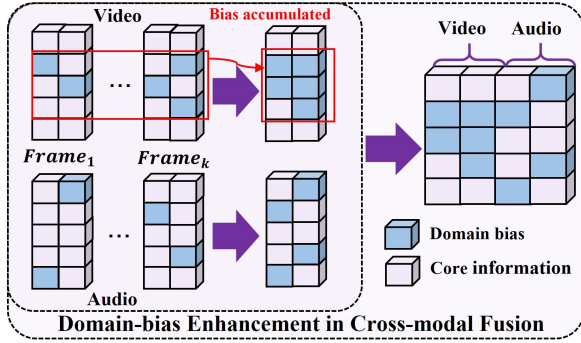 Video
Bias accumulated
Video
Audio
...
...
Frame₁
Frameₖ
...
Audio
Domain bias
Core information
Domain-bias Enhancement in Cross-modal Fusion